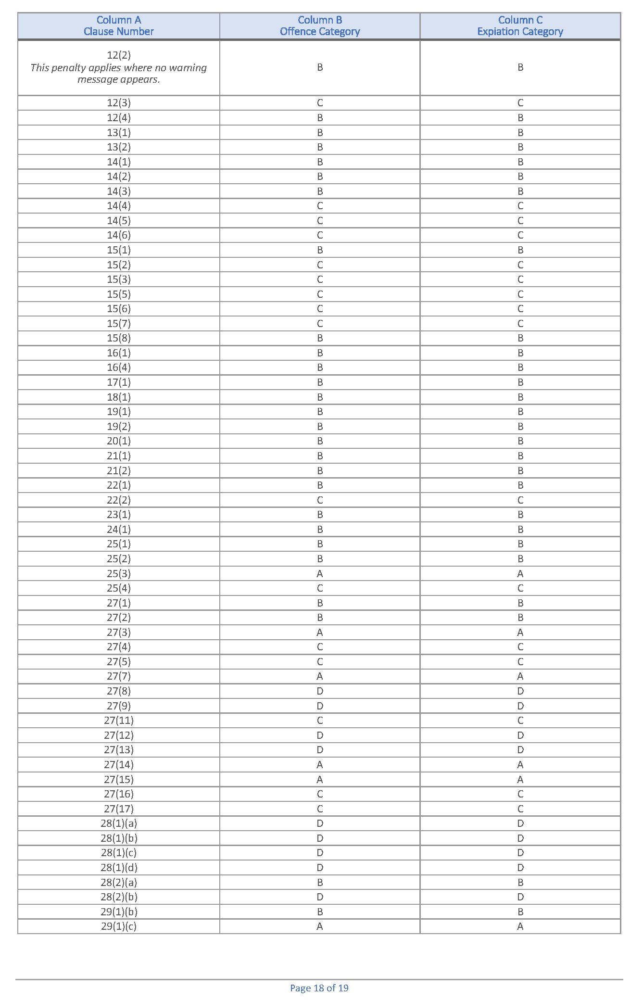 Column A Column B Column C
Clause Number Offence Category Expiation Category
12(2)
This penalty applies where no warning B B
message appears.
12(3) C C
12(4) B B
13(1) B B
13(2) B B
14(1) B B
14(2) B B
14(3) B B
14(4) C C
14(5) C C
14(6) C C
15(1) B B
15(2) C C
15(3) C C
15(5) C C
15(6) C C
15(7) C C
15(8) B B
16(1) B B
16(4) B B
17(1) B B
18(1) B B
19(1) B B
19(2) B B
20(1) B B
21(1) B B
21(2) B B
22(1) B B
22(2) C C
23(1) B B
24(1) B B
25(1) B B
25(2) B B
25(3) A A
25(4) C C
27(1) B B
27(2) B B
27(3) A A
27(4) C C
27(5) C C
27(7) A A
27(8) D D
27(9) D D
27(11) C C
27(12) D D
27(13) D D
27(14) A A
27(15) A A
27(16) C C
27(17) C C
28(1)(a) D D
28(1)(b) D D
28(1)(c) D D
28(1)(d) D D
28(2)(a) B B
28(2)(b) D D
29(1)(b) B B
29(1)(c) A A
Page 18 of 19